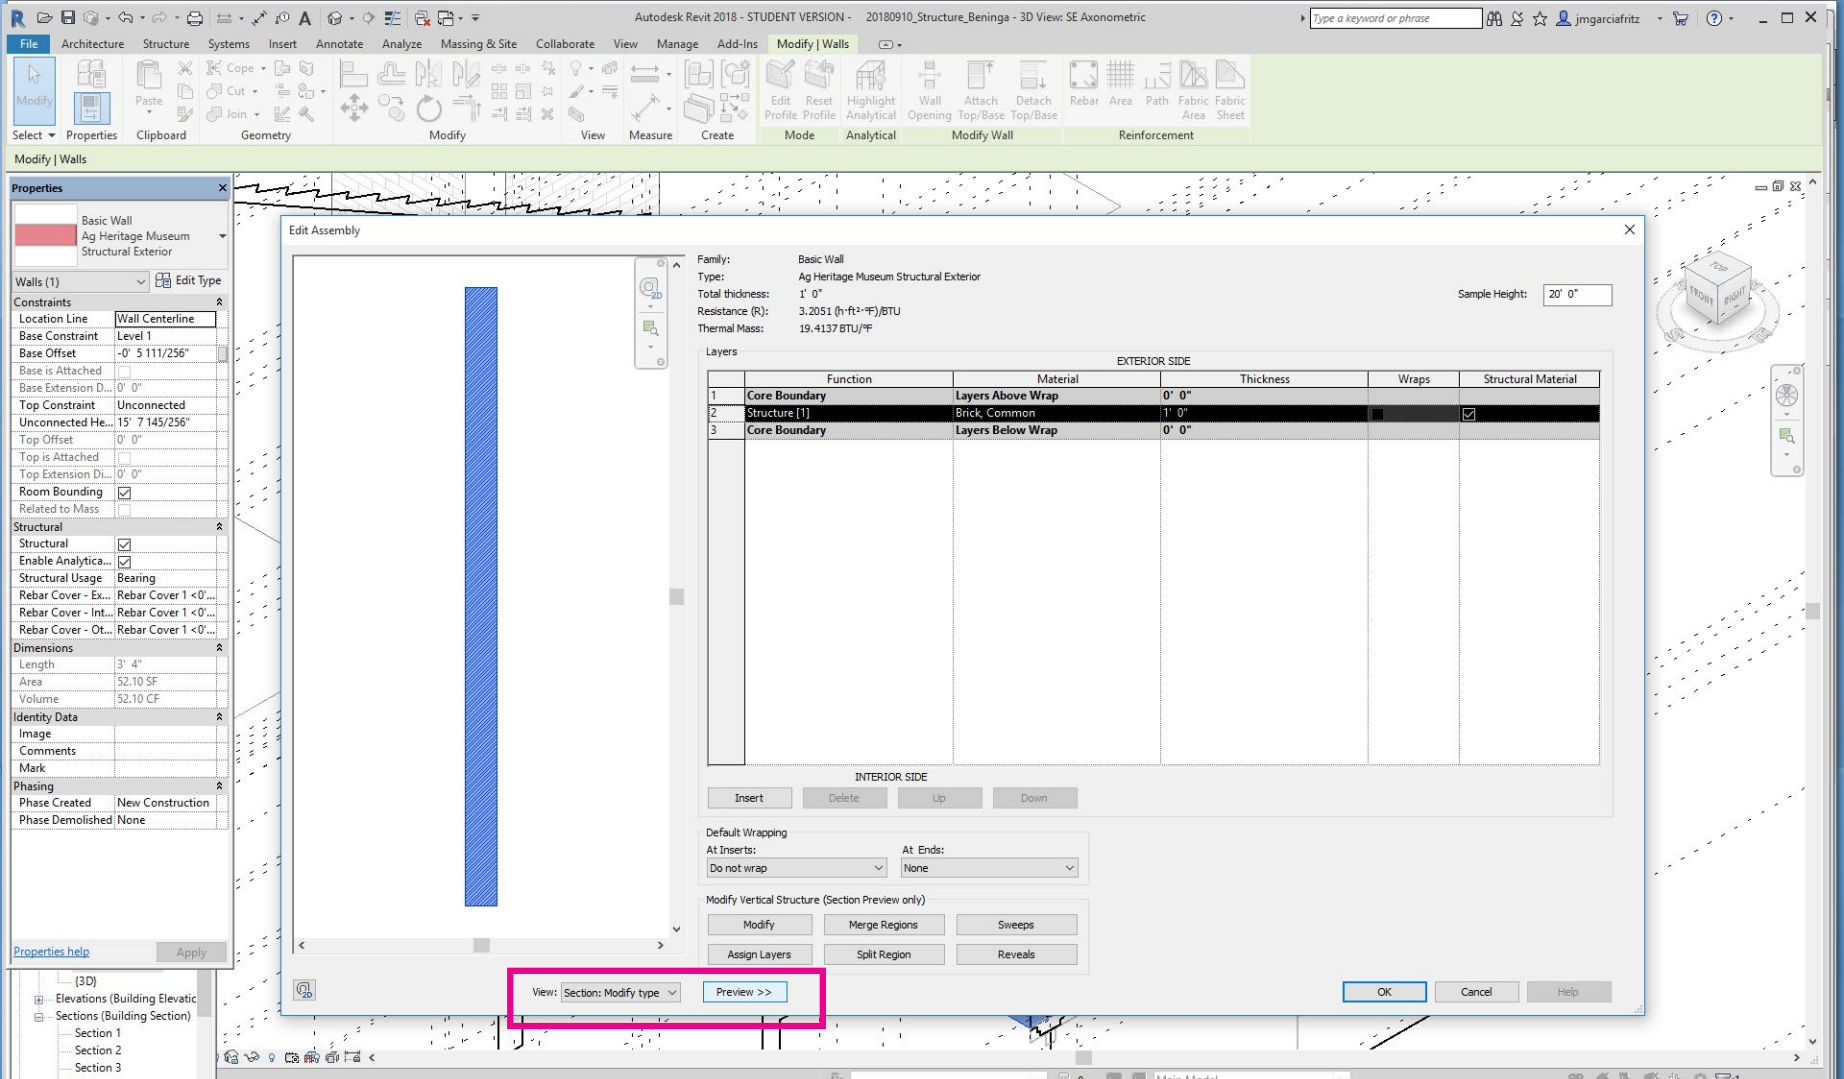 Autodesk Revit 2018 - STUDENT VERSION - 20180910_Structure_Beninga - 3D View: SE Axonometric
Type a keyword or phrase
jmgarciafritz
File Architecture Structure Systems Insert Annotate Analyze Massing & Site Collaborate View Manage Add-Ins Modify | Walls
Modify
Paste
Cope
Cut
Join
Edit Profile
Reset Profile
Highlight Analytical
Wall Opening
Attach Top/Base
Detach Top/Base
Rebar
Area
Path
Fabric Area
Fabric Sheet
Select Properties Clipboard Geometry Modify View Measure Create Mode Analytical Modify Wall Reinforcement
Modify | Walls
Properties
Basic Wall
Ag Heritage Museum
Structural Exterior
Walls (1) Edit Type
Constraints
Location Line Wall Centerline
Base Constraint Level 1
Base Offset -0' 5 111/256"
Base is Attached
Base Extension D... 0' 0"
Top Constraint Unconnected
Unconnected He... 15' 7 145/256"
Top Offset 0' 0"
Top is Attached
Top Extension Di... 0' 0"
Room Bounding
Related to Mass
Structural
Structural
Enable Analytica...
Structural Usage Bearing
Rebar Cover - Ex... Rebar Cover 1 <0'...
Rebar Cover - Int... Rebar Cover 1 <0'...
Rebar Cover - Ot... Rebar Cover 1 <0'...
Dimensions
Length 3' 4"
Area 52.10 SF
Volume 52.10 CF
Identity Data
Image
Comments
Mark
Phasing
Phase Created New Construction
Phase Demolished None
Properties help Apply
{3D}
Elevations (Building Elevatic
Sections (Building Section)
Section 1
Section 2
Section 3
Edit Assembly
2D
Family: Basic Wall
Type: Ag Heritage Museum Structural Exterior
Total thickness: 1' 0" Sample Height: 20' 0"
Resistance (R): 3.2051 (h·ft²·°F)/BTU
Thermal Mass: 19.4137 BTU/°F
Layers
EXTERIOR SIDE
Function Material Thickness Wraps Structural Material
1 Core Boundary Layers Above Wrap 0' 0"
2 Structure [1] Brick, Common 1' 0"
3 Core Boundary Layers Below Wrap 0' 0"
INTERIOR SIDE
Insert Delete Up Down
Default Wrapping
At Inserts: At Ends:
Do not wrap None
Modify Vertical Structure (Section Preview only)
Modify Merge Regions Sweeps
Assign Layers Split Region Reveals
2D
View: Section: Modify type Preview >> OK Cancel Help
TOP
FRONT RIGHT
Main Model